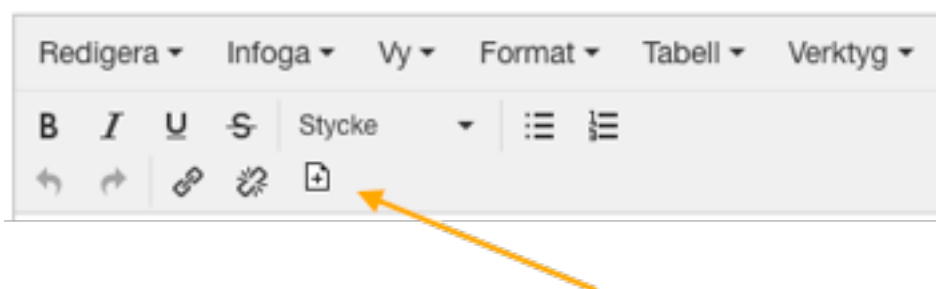 Redigera Infoga Vy Format Tabell Verktyg
B I U S Stycke